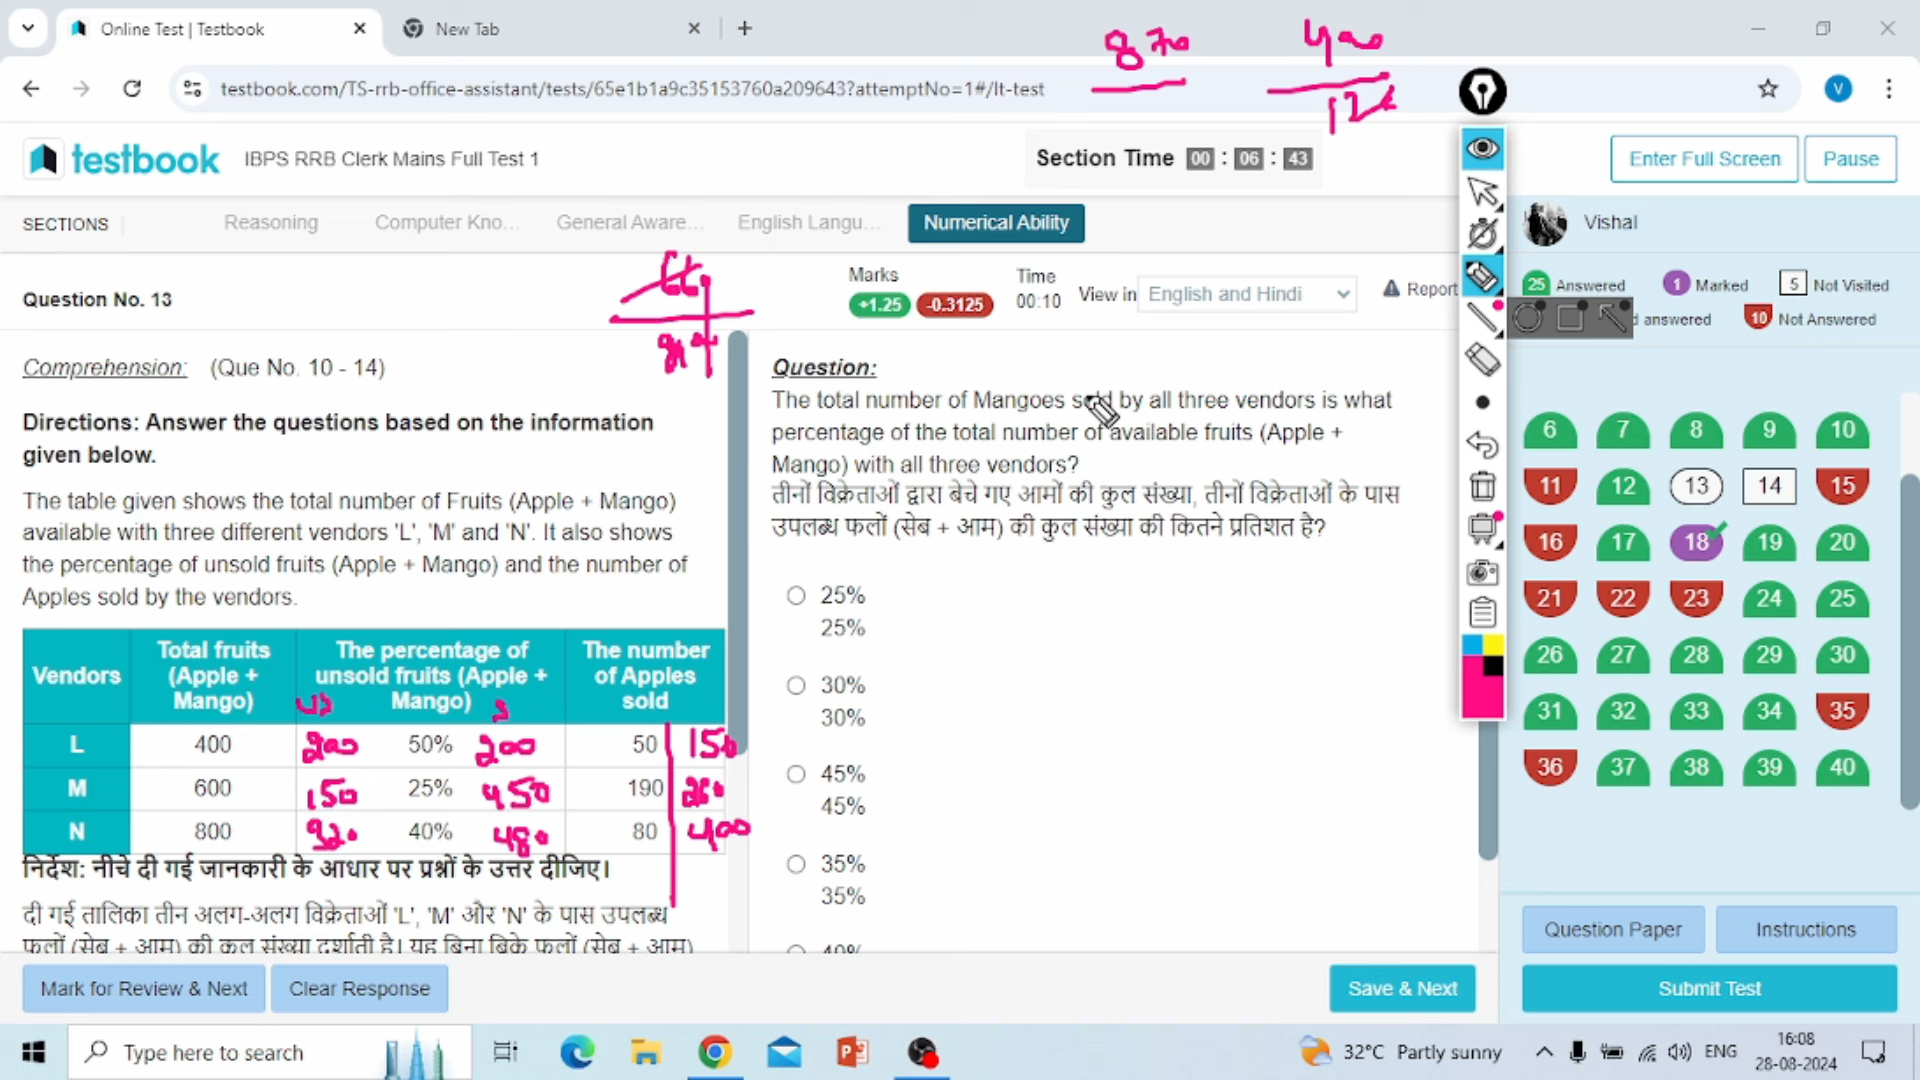 Online Test | Testbook
New Tab
870
400
testbook.com/TS-rrb-office-assistant/tests/65e1b1a9c35153760a209643?attemptNo=1#/lt-test
testbook
IBPS RRB Clerk Mains Full Test 1
Section Time 00 : 06 : 43
Enter Full Screen
Pause
SECTIONS
Reasoning
Computer Kno...
General Aware...
English Langu...
Numerical Ability
Vishal
Question No. 13
Marks
+1.25 -0.3125
Time
00:10
View in English and Hindi
Report
25 Answered
1 Marked
5 Not Visited
d answered
10 Not Answered
Comprehension: (Que No. 10 - 14)
Directions: Answer the questions based on the information
given below.
The table given shows the total number of Fruits (Apple + Mango)
available with three different vendors 'L', 'M' and 'N'. It also shows
the percentage of unsold fruits (Apple + Mango) and the number of
Apples sold by the vendors.
Vendors
Total fruits
(Apple +
Mango)
The percentage of
unsold fruits (Apple +
Mango)
The number
of Apples
sold
L 400 200 50% 200 50 150
M 600 150 25% 450 190 260
N 800 320 40% 480 80 400
निर्देश: नीचे दी गई जानकारी के आधार पर प्रश्नों के उत्तर दीजिए।
दी गई तालिका तीन अलग-अलग विक्रेताओं 'L', 'M' और 'N' के पास उपलब्ध
फलों (सेब + आम) की कुल संख्या दर्शाती है। यह बिना बिके फलों (सेब + आम)
Question:
The total number of Mangoes sold by all three vendors is what
percentage of the total number of available fruits (Apple +
Mango) with all three vendors?
तीनों विक्रेताओं द्वारा बेचे गए आमों की कुल संख्या, तीनों विक्रेताओं के पास
उपलब्ध फलों (सेब + आम) की कुल संख्या की कितने प्रतिशत है?
25%
25%
30%
30%
45%
45%
35%
35%
40%
6 7 8 9 10
11 12 13 14 15
16 17 18 19 20
21 22 23 24 25
26 27 28 29 30
31 32 33 34 35
36 37 38 39 40
Question Paper
Instructions
Mark for Review & Next
Clear Response
Save & Next
Submit Test
Type here to search
32°C Partly sunny
ENG
16:08
28-08-2024